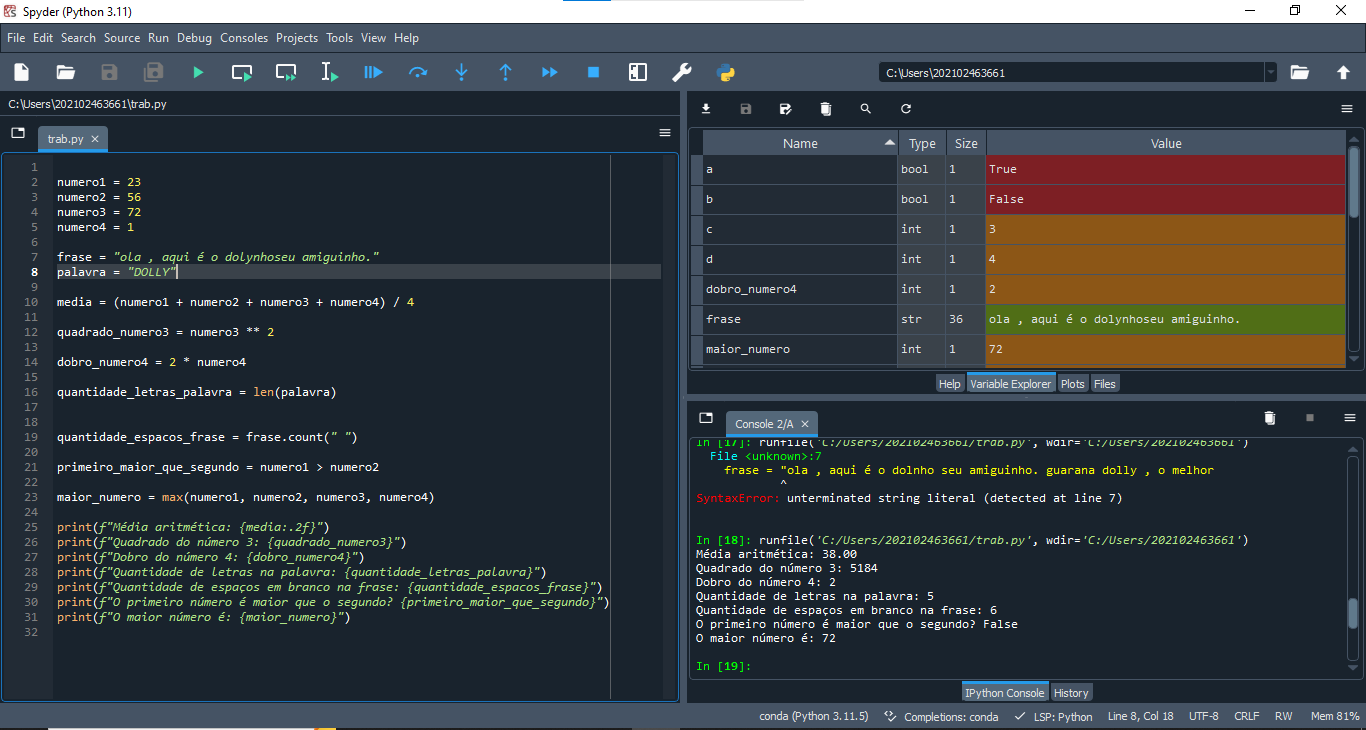 Spyder (Python 3.11)
File Edit Search Source Run Debug Consoles Projects Tools View Help
C:\Users\202102463661
C:\Users\202102463661\trab.py
trab.py
1
2 numero1 = 23
3 numero2 = 56
4 numero3 = 72
5 numero4 = 1
6
7 frase = "ola , aqui é o dolynhoseu amiguinho."
8 palavra = "DOLLY"
9
10 media = (numero1 + numero2 + numero3 + numero4) / 4
11
12 quadrado_numero3 = numero3 ** 2
13
14 dobro_numero4 = 2 * numero4
15
16 quantidade_letras_palavra = len(palavra)
17
18
19 quantidade_espacos_frase = frase.count(" ")
20
21 primeiro_maior_que_segundo = numero1 > numero2
22
23 maior_numero = max(numero1, numero2, numero3, numero4)
24
25 print(f"Média aritmética: {media:.2f}")
26 print(f"Quadrado do número 3: {quadrado_numero3}")
27 print(f"Dobro do número 4: {dobro_numero4}")
28 print(f"Quantidade de letras na palavra: {quantidade_letras_palavra}")
29 print(f"Quantidade de espaços em branco na frase: {quantidade_espacos_frase}")
30 print(f"O primeiro número é maior que o segundo? {primeiro_maior_que_segundo}")
31 print(f"O maior número é: {maior_numero}")
32
Name Type Size Value
a bool 1 True
b bool 1 False
c int 1 3
d int 1 4
dobro_numero4 int 1 2
frase str 36 ola , aqui é o dolynhoseu amiguinho.
maior_numero int 1 72
Help Variable Explorer Plots Files
Console 2/A
In [17]: runfile('C:/Users/202102463661/trab.py', wdir='C:/Users/202102463661')
File <unknown>:7
frase = "ola , aqui é o dolnho seu amiguinho. guarana dolly , o melhor
^
SyntaxError: unterminated string literal (detected at line 7)
In [18]: runfile('C:/Users/202102463661/trab.py', wdir='C:/Users/202102463661')
Média aritmética: 38.00
Quadrado do número 3: 5184
Dobro do número 4: 2
Quantidade de letras na palavra: 5
Quantidade de espaços em branco na frase: 6
O primeiro número é maior que o segundo? False
O maior número é: 72
In [19]:
IPython Console History
conda (Python 3.11.5) Completions: conda LSP: Python Line 8, Col 18 UTF-8 CRLF RW Mem 81%